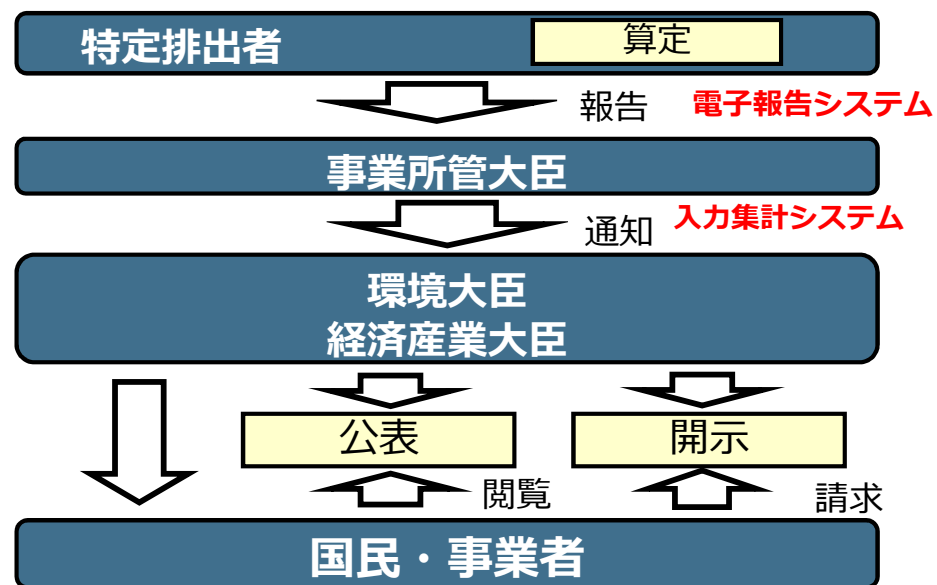 特定排出者
算定
報告
電子報告システム
事業所管大臣
通知
入力集計システム
環境大臣
経済産業大臣
公表
開示
閲覧
請求
国民・事業者